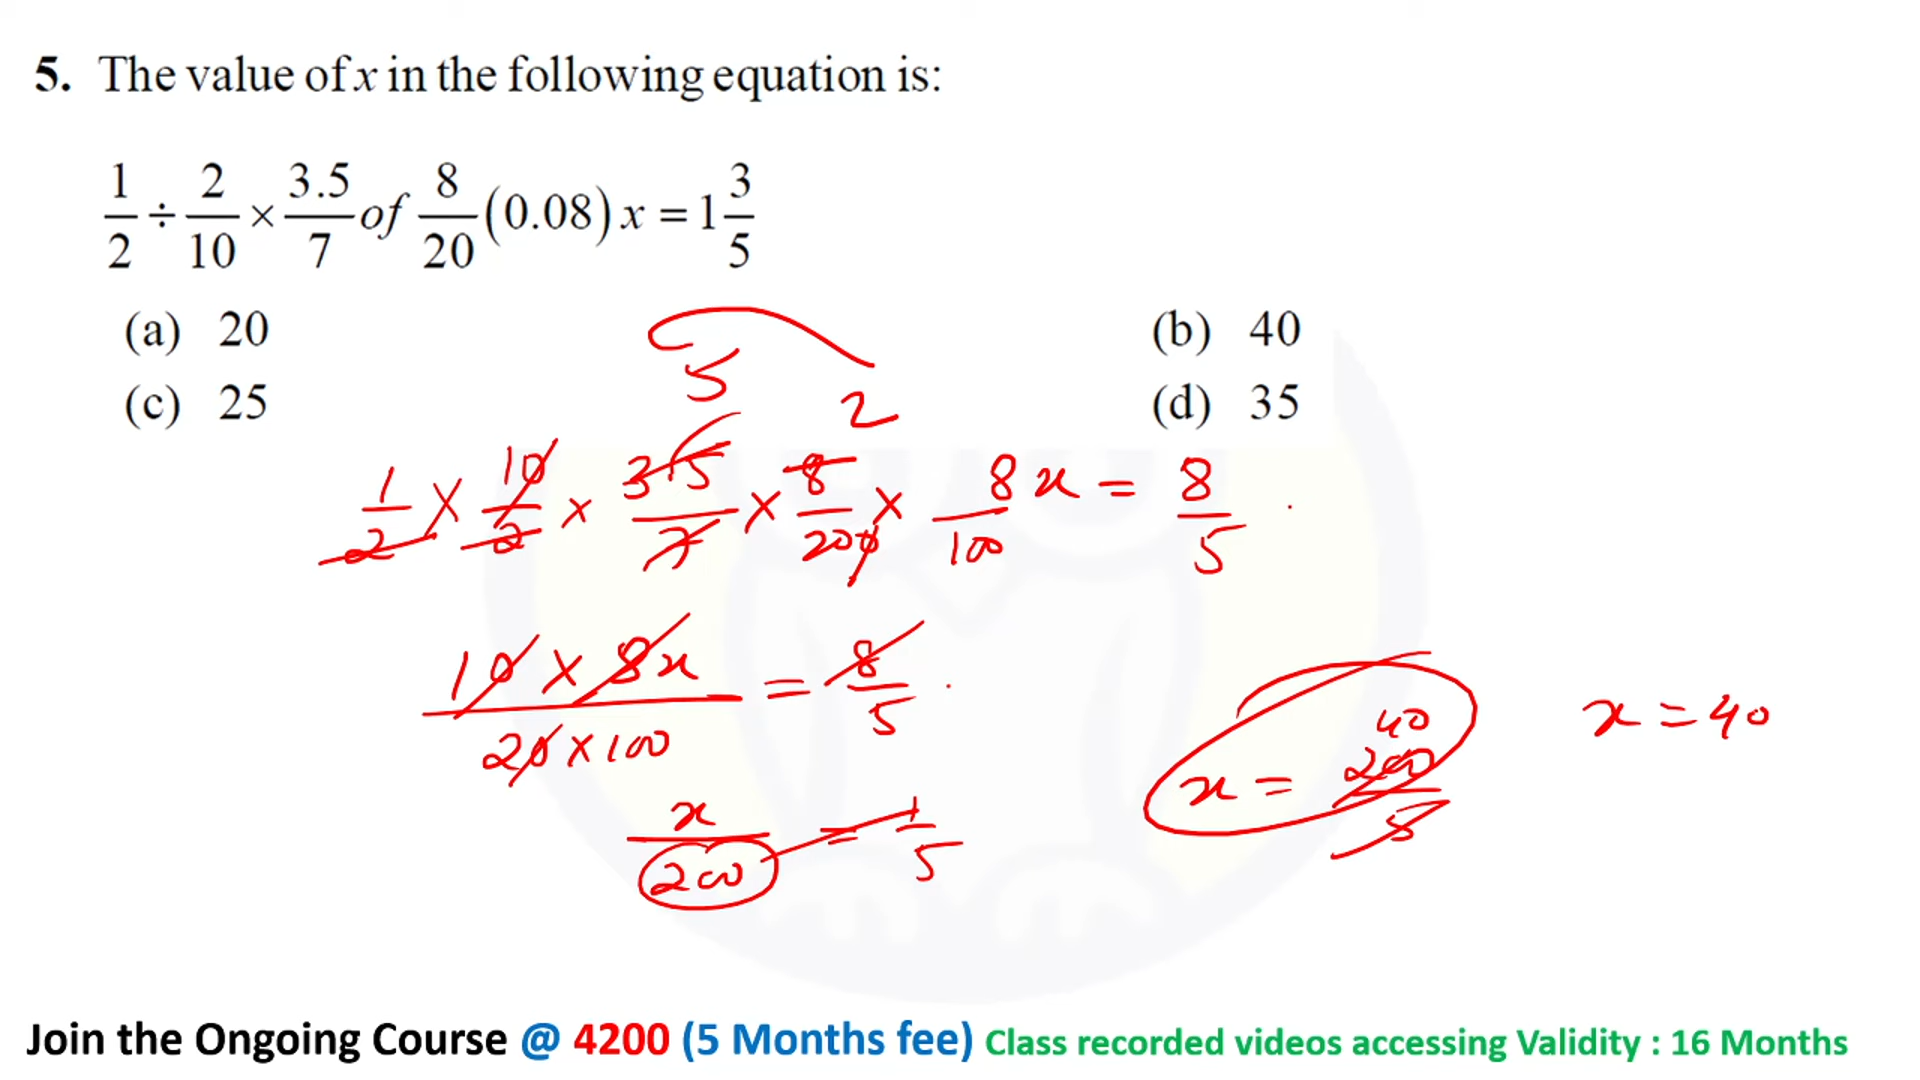 5. The value of x in the following equation is:
1/2 ÷ 2/10 × 3.5/7 of 8/20 (0.08) x = 1 3/5
(a) 20
(b) 40
(c) 25
(d) 35
5
2
1/2 × 10/2 × 3.5/7 × 8/200 × 8x/100 = 8/5
10 × 8x / 20 × 100 = 8/5
x/200 = 1/5
40
x = 200/5
x = 40
Join the Ongoing Course @ 4200 (5 Months fee) Class recorded videos accessing Validity : 16 Months